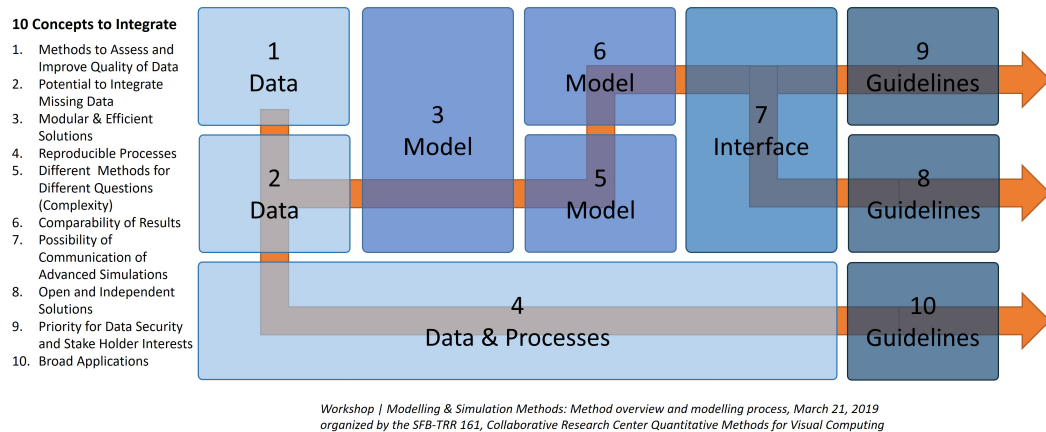 10 Concepts to Integrate
1. Methods to Assess and
Improve Quality of Data
2. Potential to Integrate
Missing Data
3. Modular & Efficient
Solutions
4. Reproducible Processes
5. Different Methods for
Different Questions
(Complexity)
6. Comparability of Results
7. Possibility of
Communication of
Advanced Simulations
8. Open and Independent
Solutions
9. Priority for Data Security
and Stake Holder Interests
10. Broad Applications
1
Data
2
Data
3
Model
6
Model
5
Model
7
Interface
9
Guidelines
8
Guidelines
4
Data & Processes
10
Guidelines
Workshop | Modelling & Simulation Methods: Method overview and modelling process, March 21, 2019
organized by the SFB-TRR 161, Collaborative Research Center Quantitative Methods for Visual Computing